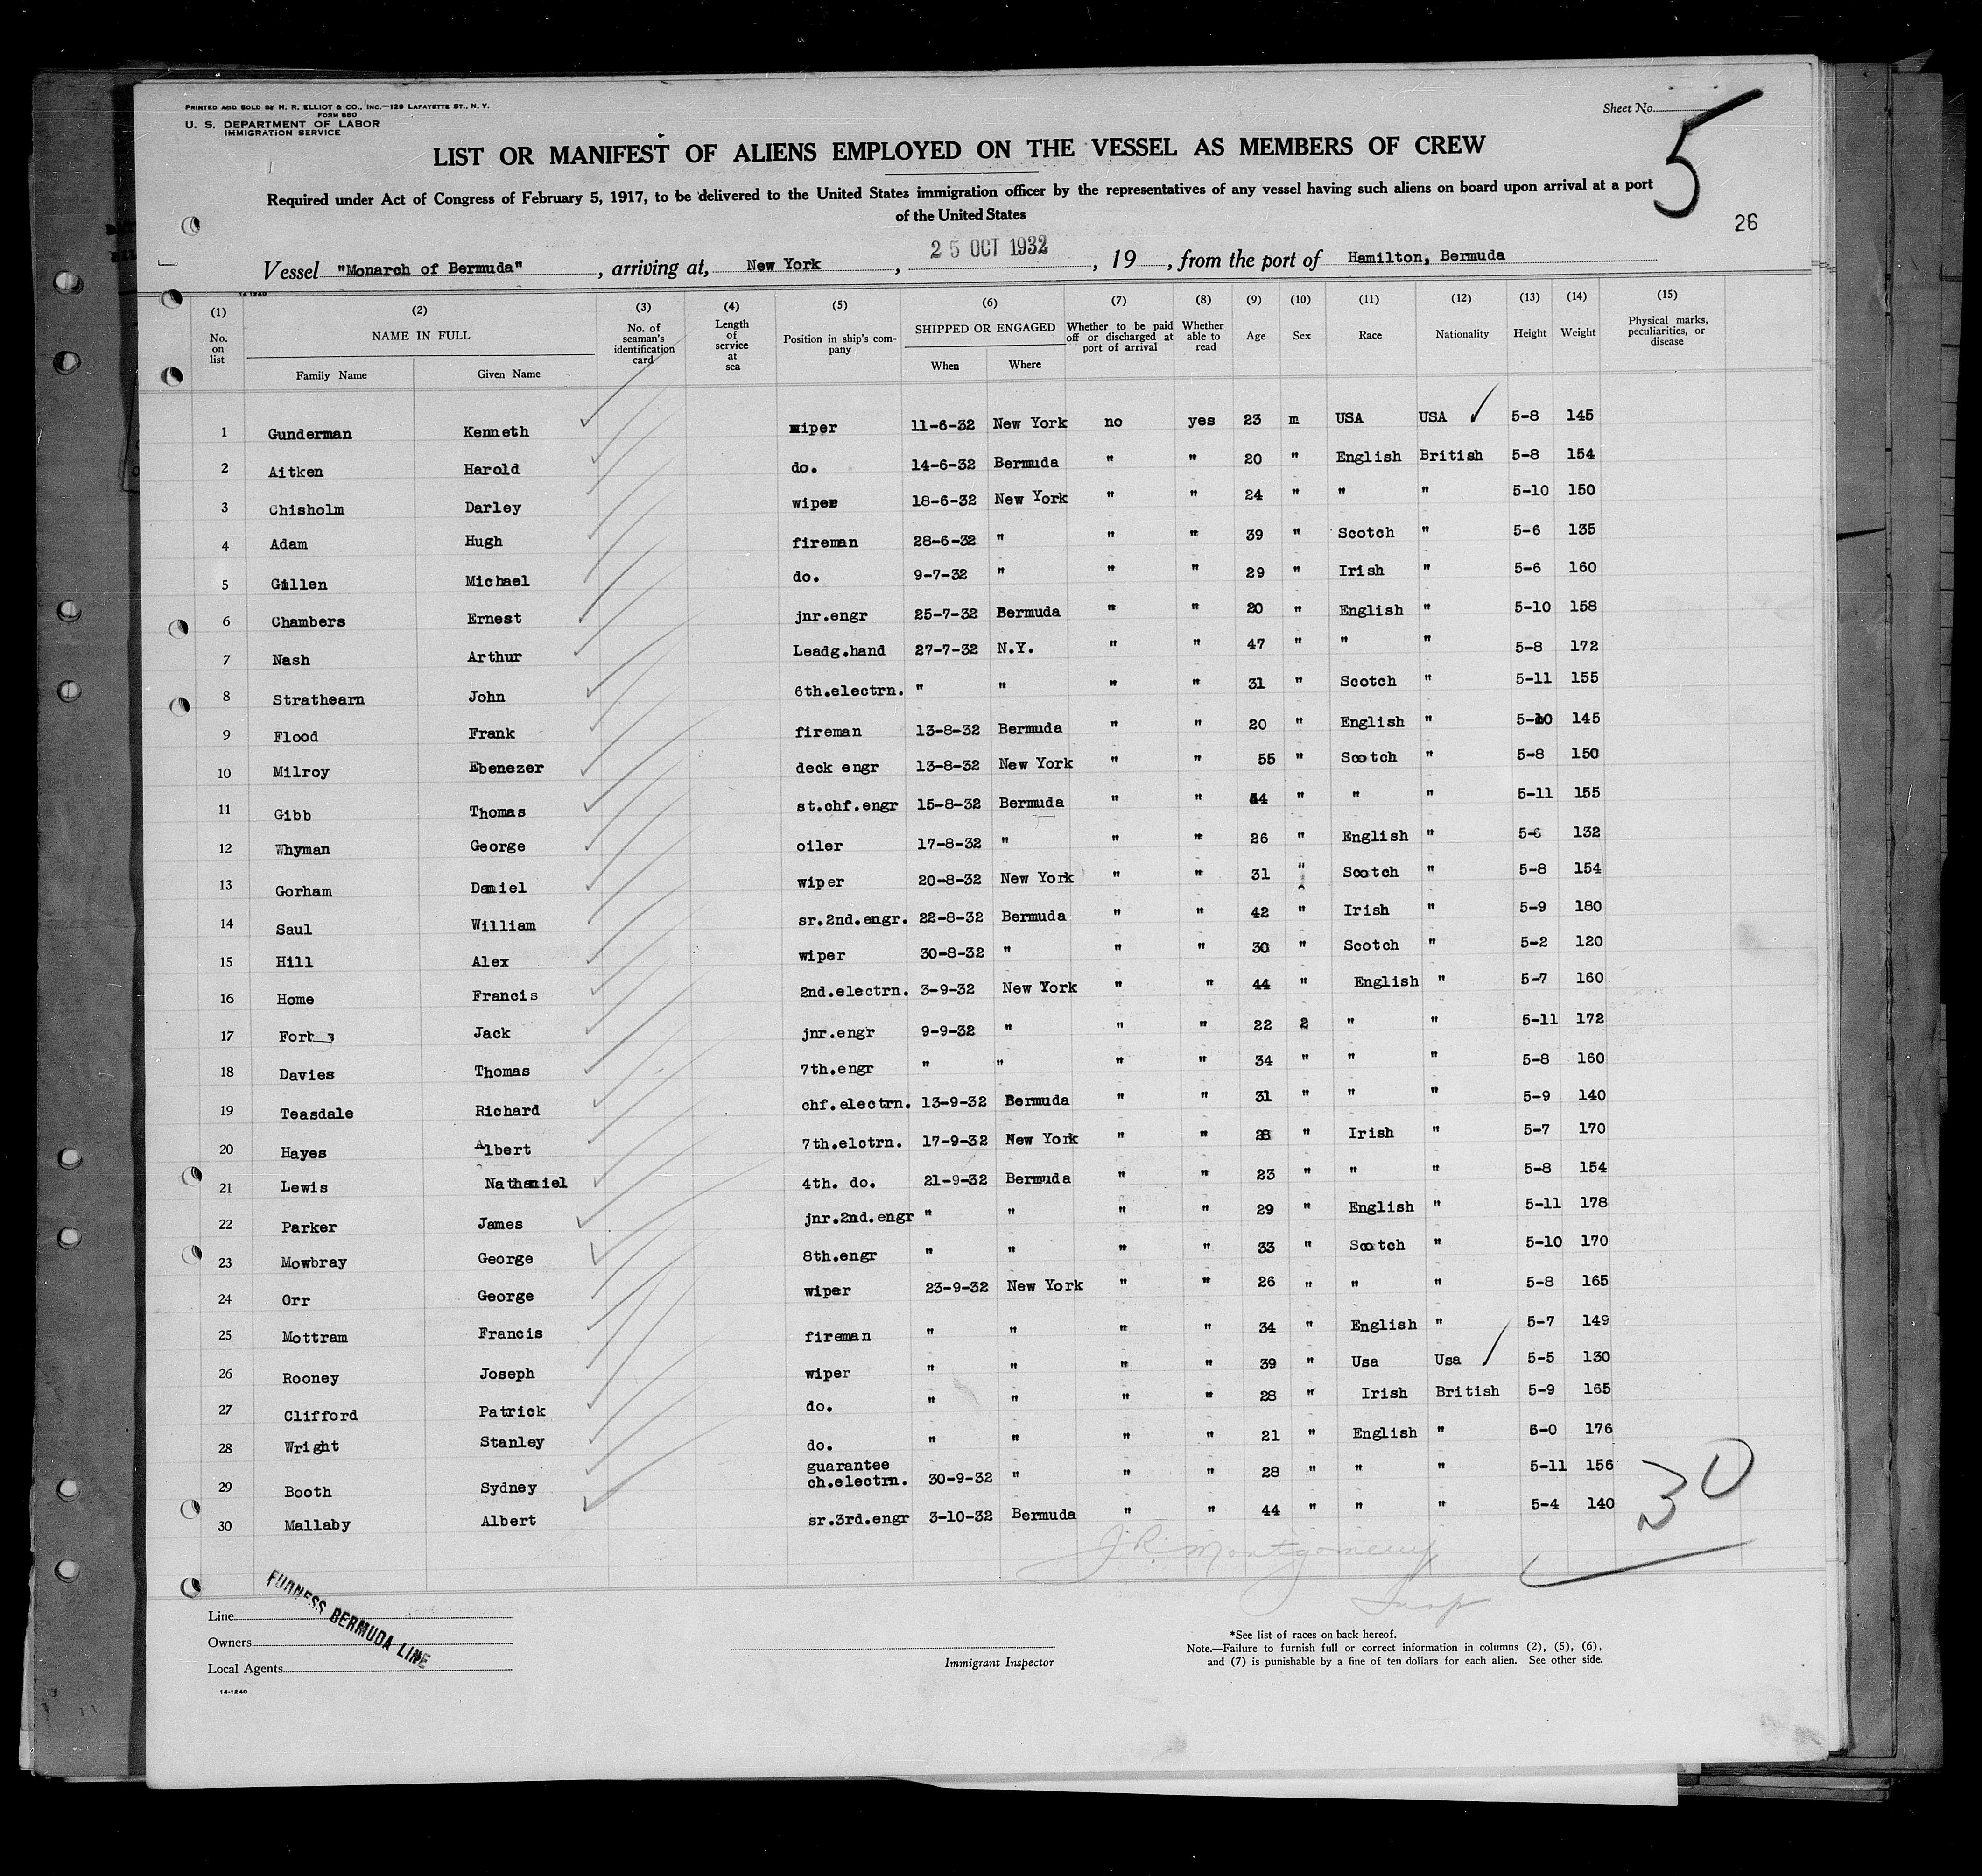 PRINTED AND SOLD BY H. R. ELLIOT & CO., INC.—129 LAFAYETTE ST., N. Y.
FORM 680
U. S. DEPARTMENT OF LABOR
IMMIGRATION SERVICE
Sheet No. 5
LIST OR MANIFEST OF ALIENS EMPLOYED ON THE VESSEL AS MEMBERS OF CREW
Required under Act of Congress of February 5, 1917, to be delivered to the United States immigration officer by the representatives of any vessel having such aliens on board upon arrival at a port
of the United States
26
Vessel "Monarch of Bermuda", arriving at, New York, 25 OCT 1932, 19 , from the port of Hamilton, Bermuda
14-1240
(1) (2) (3) (4) (5) (6) (7) (8) (9) (10) (11) (12) (13) (14) (15)
No. on list NAME IN FULL Family Name Given Name No. of seaman's identification card Length of service at sea Position in ship's company SHIPPED OR ENGAGED When Where Whether to be paid off or discharged at port of arrival Whether able to read Age Sex Race Nationality Height Weight Physical marks, peculiarities, or disease
1 Gunderman Kenneth wiper 11-6-32 New York no yes 23 m USA USA 5-8 145
2 Aitken Harold do. 14-6-32 Bermuda " " 20 " English British 5-8 154
3 Chisholm Darley wiper 18-6-32 New York " " 24 " " " 5-10 150
4 Adam Hugh fireman 28-6-32 " " " 39 " Scotch " 5-6 135
5 Gillen Michael do. 9-7-32 " " " 29 " Irish " 5-6 160
6 Chambers Ernest jnr.engr 25-7-32 Bermuda " " 20 " English " 5-10 158
7 Nash Arthur Leadg.hand 27-7-32 N.Y. " " 47 " " " 5-8 172
8 Strathearn John 6th.electrn. " " " " 31 " Scotch " 5-11 155
9 Flood Frank fireman 13-8-32 Bermuda " " 20 " English " 5-10 145
10 Milroy Ebenezer deck engr 13-8-32 New York " " 55 " Scotch " 5-8 150
11 Gibb Thomas st.chf.engr 15-8-32 Bermuda " " " " " 5-11 155
12 Whyman George oiler 17-8-32 " " " 26 " English " 5-6 132
13 Gorham Daniel wiper 20-8-32 New York " " 31 " Scotch " 5-8 154
14 Saul William sr.2nd.engr. 22-8-32 Bermuda " " 42 " Irish " 5-9 180
15 Hill Alex wiper 30-8-32 " " " 30 " Scotch " 5-2 120
16 Home Francis 2nd.electrn. 3-9-32 New York " " 44 " English " 5-7 160
17 Jack jnr.engr 9-9-32 " " " 22 2 " " 5-11 172
18 Davies Thomas 7th.engr " " " " 34 " " " 5-8 160
19 Teasdale Richard chf.electrn. 13-9-32 Bermuda " " 31 " " " 5-9 140
20 Hayes Albert 7th.elctrn. 17-9-32 New York " " 28 " Irish " 5-7 170
21 Lewis Nathaniel 4th. do. 21-9-32 Bermuda " " 23 " " " 5-8 154
22 Parker James jnr.2nd.engr " " " " 29 " English " 5-11 178
23 Mowbray George 8th.engr " " " " 33 " Scotch " 5-10 170
24 Orr George wiper 23-9-32 New York " " 26 " " " 5-8 165
25 Mottram Francis fireman " " " " 34 " English " 5-7 149
26 Rooney Joseph wiper " " " " 39 " Usa Usa 5-5 130
27 Clifford Patrick do. " " " " 28 " Irish British 5-9 165
28 Wright Stanley do. " " " " 21 " English " 176
guarantee
29 Booth Sydney ch.electrn. 30-9-32 " " " 28 " " " 5-11 156
30 Mallaby Albert sr.3rd.engr 3-10-32 Bermuda " " 44 " " " 5-4 140
30
J. R. Montgomery
Insp
FURNESS BERMUDA LINE
Line
Owners
Local Agents
14-1240
Immigrant Inspector
*See list of races on back hereof.
Note.—Failure to furnish full or correct information in columns (2), (5), (6),
and (7) is punishable by a fine of ten dollars for each alien. See other side.